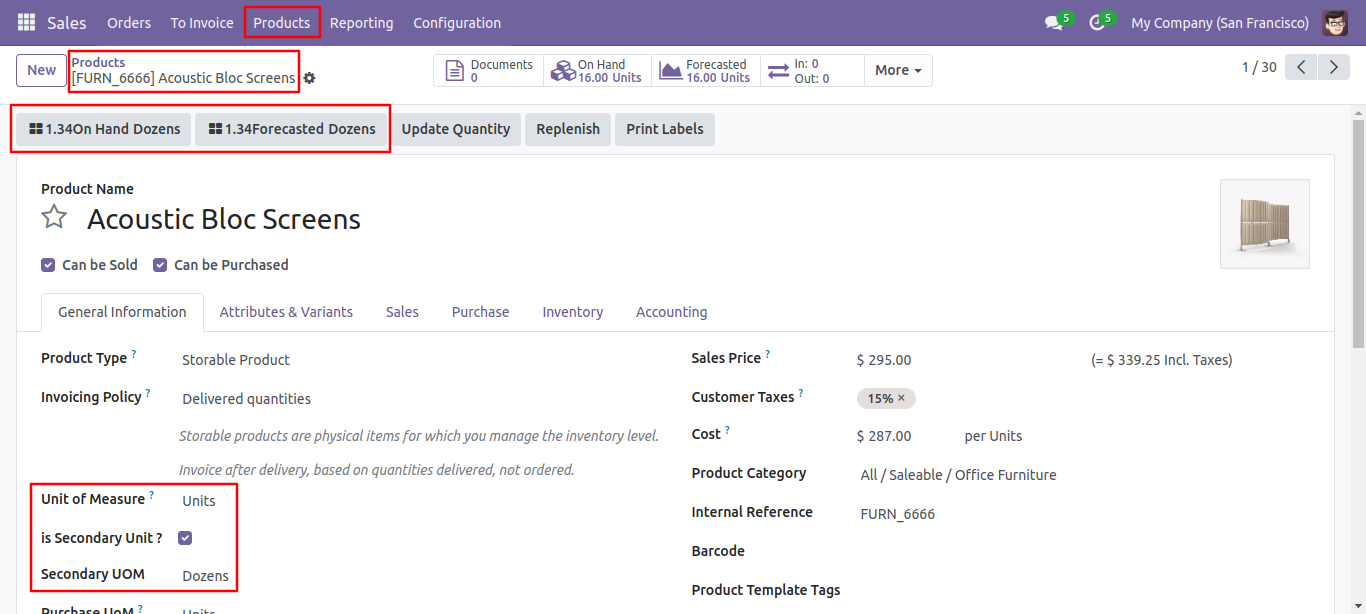 Sales Orders To Invoice Products Reporting Configuration 5 5 My Company (San Francisco)
New Products
[FURN_6666] Acoustic Bloc Screens
Documents
0
On Hand
16.00 Units
Forecasted
16.00 Units
In: 0
Out: 0
More
1 / 30
1.34On Hand Dozens 1.34Forecasted Dozens Update Quantity Replenish Print Labels
Product Name
Acoustic Bloc Screens
Can be Sold Can be Purchased
General Information Attributes & Variants Sales Purchase Inventory Accounting
Product Type ? Storable Product
Invoicing Policy ? Delivered quantities
Storable products are physical items for which you manage the inventory level.
Invoice after delivery, based on quantities delivered, not ordered.
Unit of Measure ? Units
is Secondary Unit ?
Secondary UOM Dozens
Purchase UoM ? Units
Sales Price ? $ 295.00 (= $ 339.25 Incl. Taxes)
Customer Taxes ? 15% ×
Cost ? $ 287.00 per Units
Product Category All / Saleable / Office Furniture
Internal Reference FURN_6666
Barcode
Product Template Tags